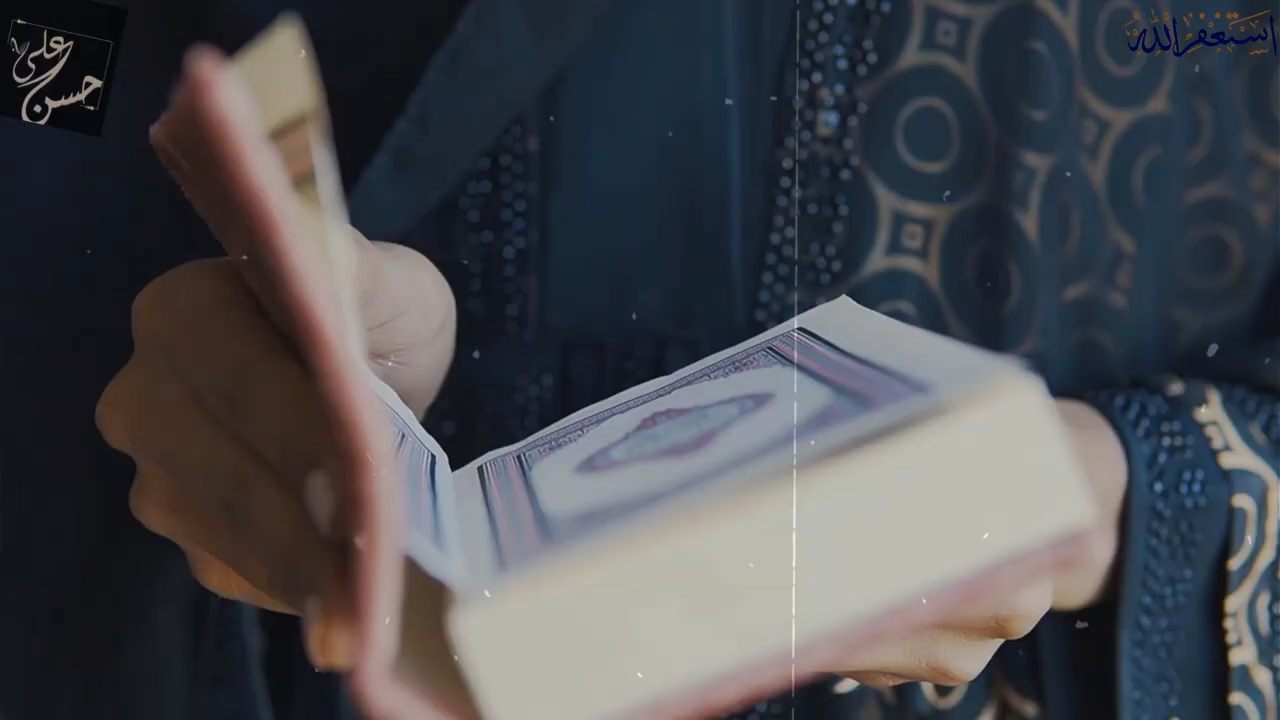 علي
حسن
استغفر الله